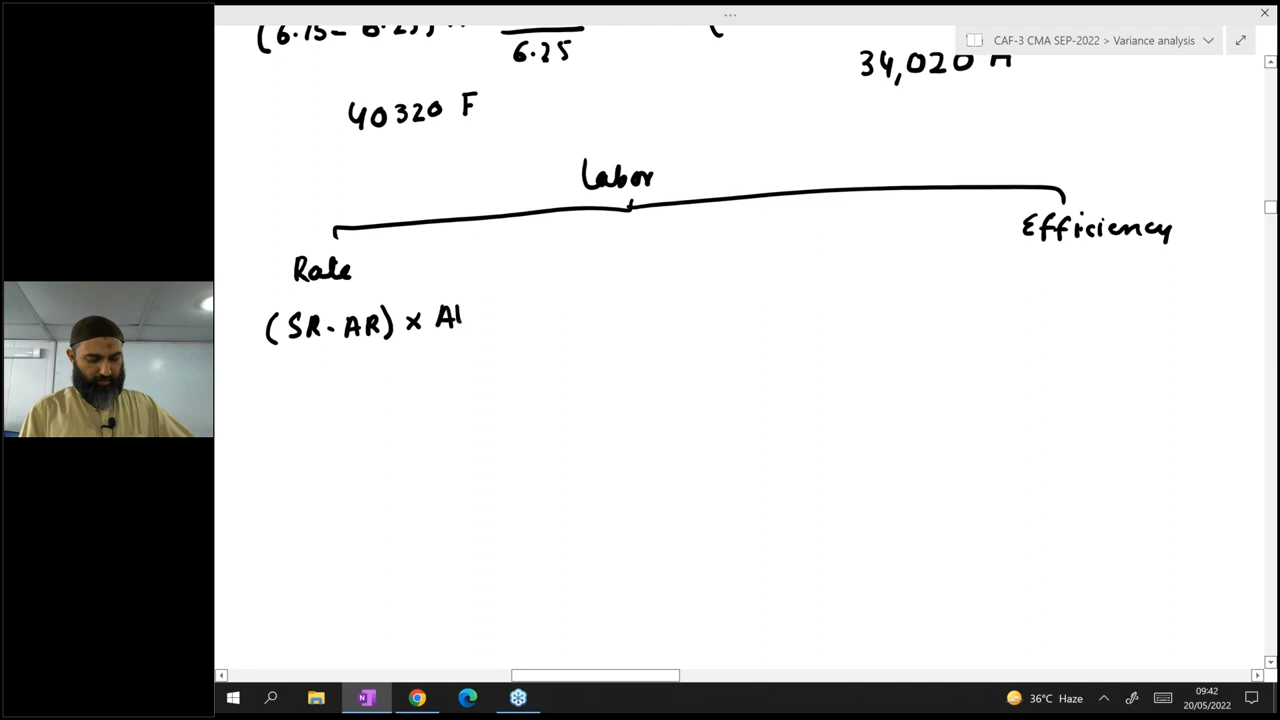 ...
CAF-3 CMA SEP-2022 > Variance analysis
6.25
34,020 A
40320 F
Labor
Rate
Efficiency
(SR-AR) × AI
36°C Haze
09:42
20/05/2022